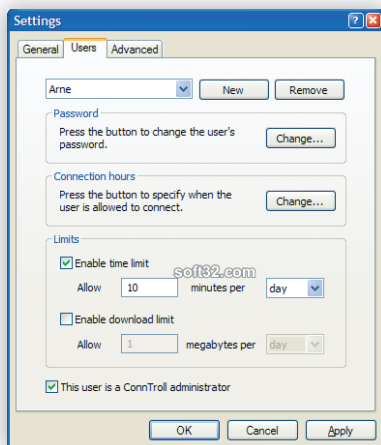 Settings
General Users Advanced
Arne New Remove
Password
Press the button to change the user's
password.
Change...
Connection hours
Press the button to specify when the
user is allowed to connect.
Change...
Limits
Enable time limit
soft32.com
Allow 10 minutes per day
Enable download limit
Allow 1 megabytes per day
This user is a ConnTroll administrator
OK Cancel Apply